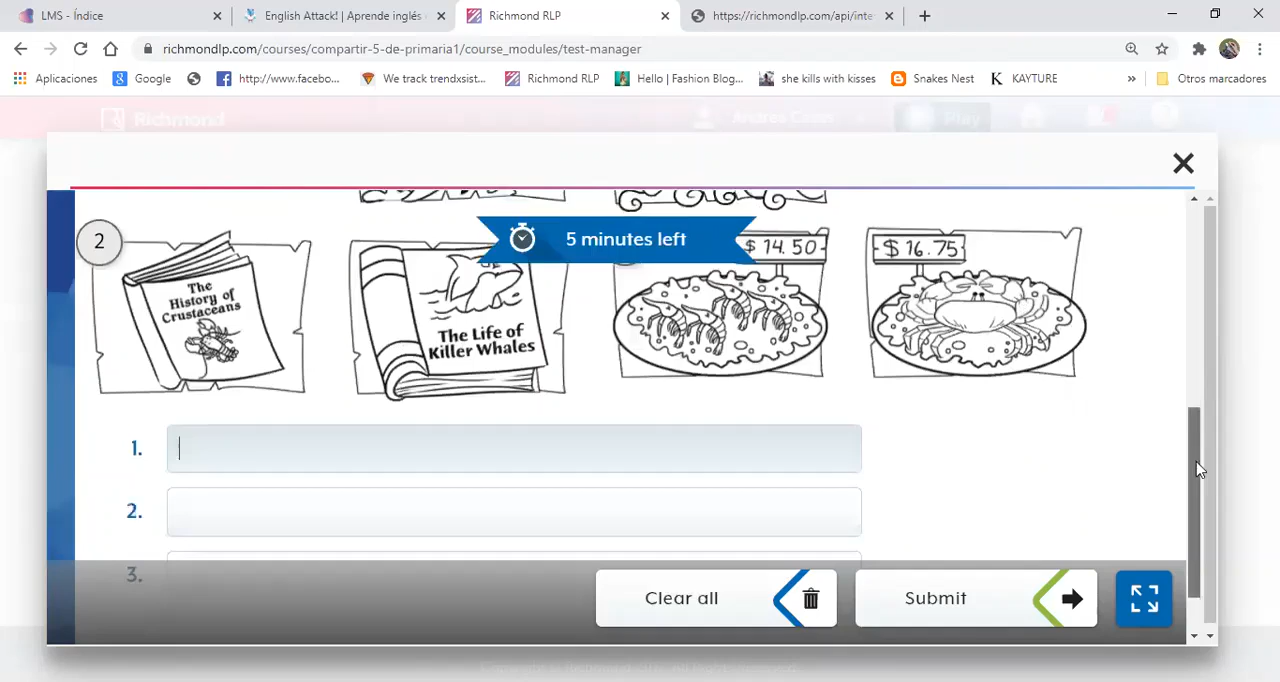 LMS - Índice
English Attack! | Aprende inglés
Richmond RLP
https://richmondlp.com/api/inte
richmondlp.com/courses/compartir-5-de-primaria1/course_modules/test-manager
Aplicaciones
Google
http://www.facebo...
We track trendxsist...
Richmond RLP
Hello | Fashion Eng...
she kills with kisses
Snakes Nest
K KAYTURE
»
Otros marcadores
Richmond
Play
5 minutes left
2
The History of Crustaceans
The Life of Killer Whales
$ 14.50
$ 16.75
1.
2.
3.
Clear all
Submit